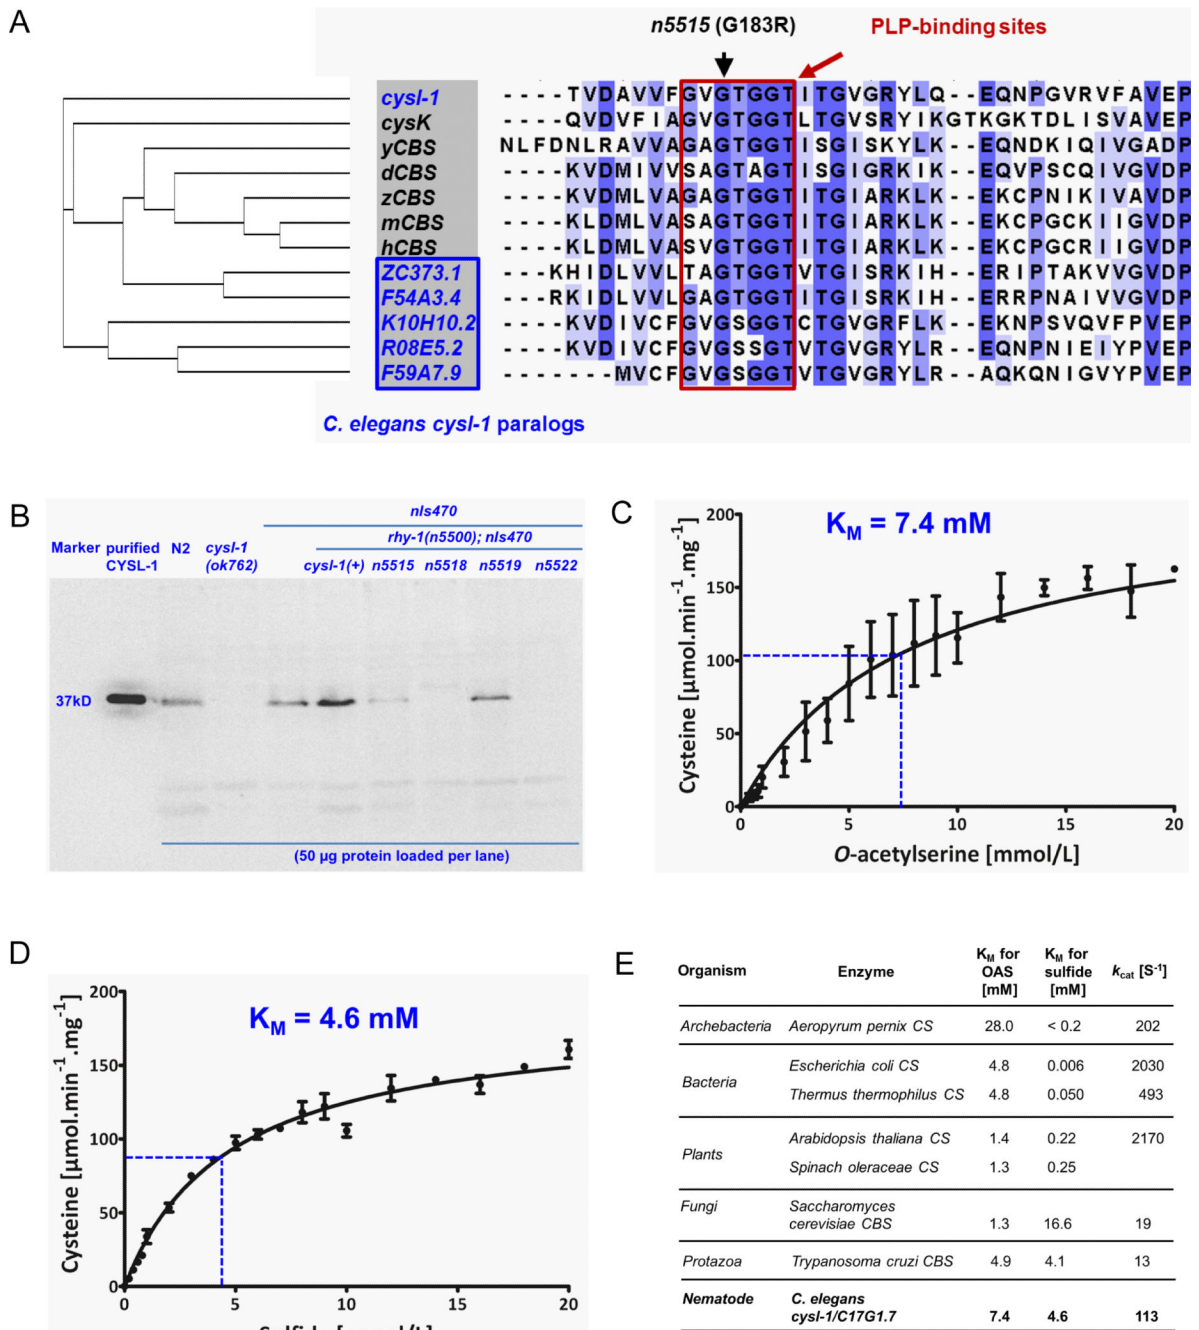 A
n5515 (G183R)
PLP-binding sites
cysl-1 ----TVDAVVFGVGTGGTITGVGRYLQ--EQNPGVRVFAVEP
cysK ----QVDVFIAGVGTGGTLTGVSRYIKGTKGKTDLISVAVEP
yCBS NLFDNLRAVVAGAGTGGTISGISKYLK--EQNDKIQIVGADP
dCBS ----KVDMIVVSAGTAGTISGIGRKIK--EQVPSCQIVGVDP
zCBS ----KVDMLVAGAGTGGTITGIARKLK--EKCPNIKIVAVDP
mCBS ----KLDMLVASAGTGGTITGIARKLK--EKCPGCKIIGVDP
hCBS ----KLDMLVASVGTGGTITGIARKLK--EKCPGCRIIGVDP
ZC373.1 ---KHIDLVVLTAGTGGTVTGISRKIH--ERIPTAKVVGVDP
F54A3.4 ---RKIDLVVLGAGTGGTVTGISRKIH--ERRPNAIVVGVDP
K10H10.2 ----KVDIVCFGVGSGGTCTGVGRFLK--EKNPSVQVFPVEP
R08E5.2 ----KVDIVCFGVGSSGTVTGVGRYLR--EQNPNIEIYPVEP
F59A7.9 -------MVCFGVGSGGTVTGVGRYLR--AQKQNIGVYPVEP
C. elegans cysl-1 paralogs
B
nIs470
rhy-1(n5500); nIs470
Marker purified CYSL-1 N2 cysl-1 (ok762) cysl-1(+) n5515 n5518 n5519 n5522
37kD
(50 µg protein loaded per lane)
C
K_M = 7.4 mM
Cysteine [µmol.min⁻¹.mg⁻¹]
200
150
100
50
0
0 5 10 15 20
O-acetylserine [mmol/L]
D
K_M = 4.6 mM
Cysteine [µmol.min⁻¹.mg⁻¹]
200
150
100
50
0
0 5 10 15 20
E
Organism Enzyme K_M for OAS [mM] K_M for sulfide [mM] k_cat [S⁻¹]
Archebacteria Aeropyrum pernix CS 28.0 < 0.2 202
Bacteria
Escherichia coli CS 4.8 0.006 2030
Thermus thermophilus CS 4.8 0.050 493
Plants
Arabidopsis thaliana CS 1.4 0.22 2170
Spinach oleraceae CS 1.3 0.25
Fungi Saccharomyces
cerevisiae CBS 1.3 16.6 19
Protazoa Trypanosoma cruzi CBS 4.9 4.1 13
Nematode C. elegans
cysl-1/C17G1.7 7.4 4.6 113